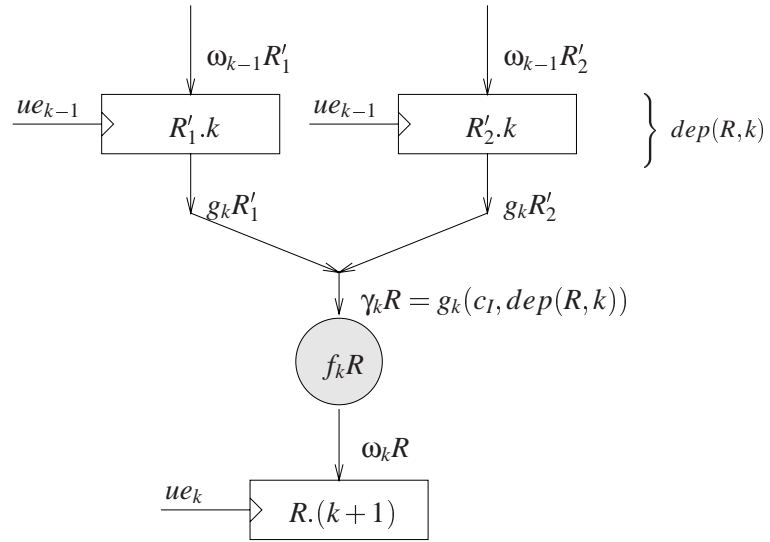 ω_{k−1}R′_1 ω_{k−1}R′_2
ue_{k−1} R′_1.k ue_{k−1} R′_2.k } dep(R,k)
g_kR′_1 g_kR′_2
γ_kR = g_k(c_I, dep(R,k))
f_kR
ω_kR
ue_k R.(k+1)